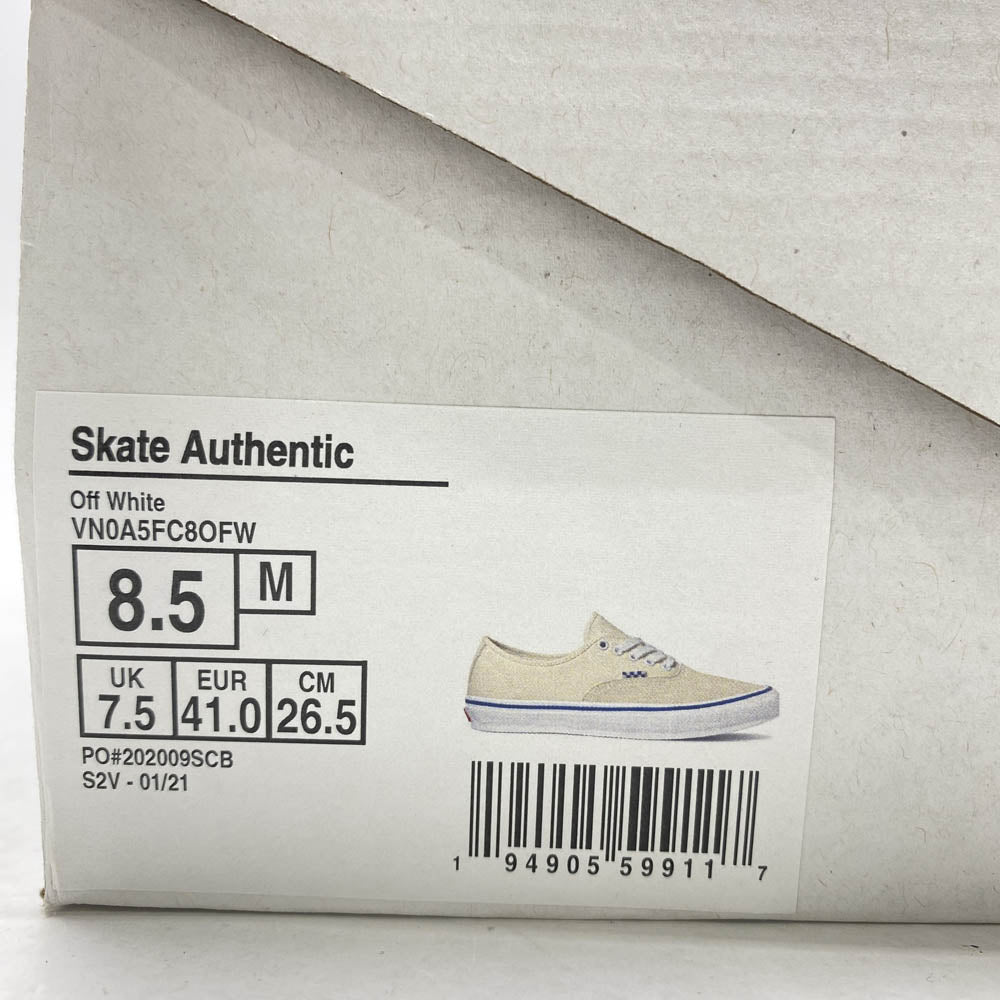 Skate Authentic
Off White
VN0A5FC8OFW
8.5 M
UK EUR CM
7.5 41.0 26.5
PO#202009SCB
S2V - 01/21
1 94905 59911 7